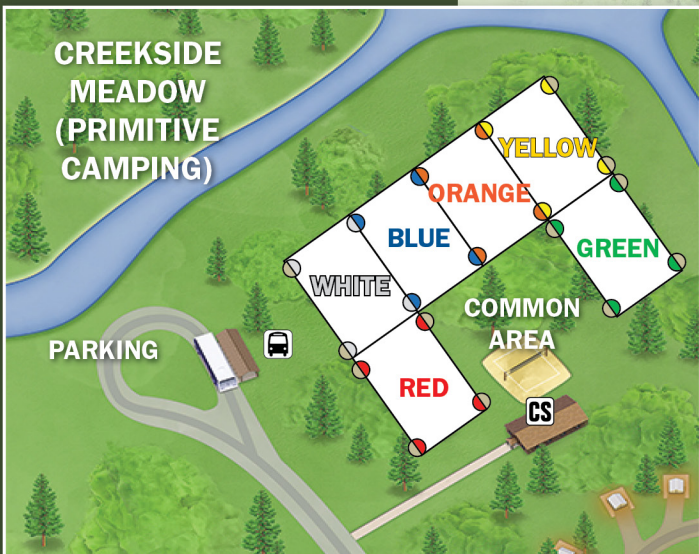 CREEKSIDE
MEADOW
(PRIMITIVE
CAMPING)
YELLOW
ORANGE
BLUE
GREEN
WHITE
COMMON
AREA
PARKING
RED
CS